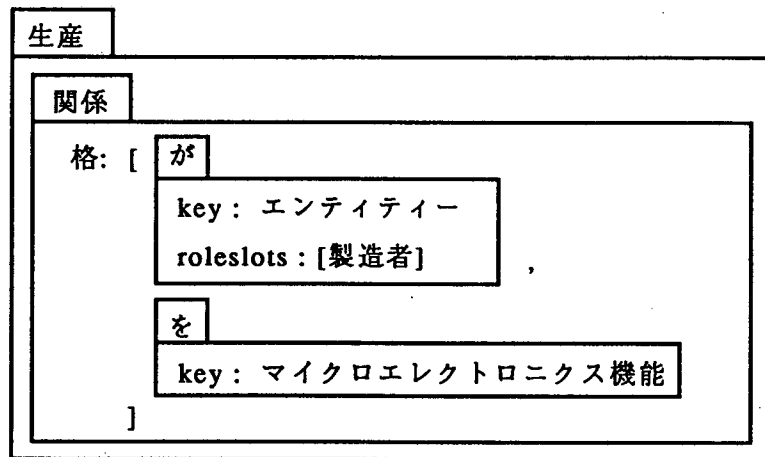 生産
関係
格: [ が
key : エンティティー
roleslots : [製造者] ,
を
key : マイクロエレクトロニクス機能
]